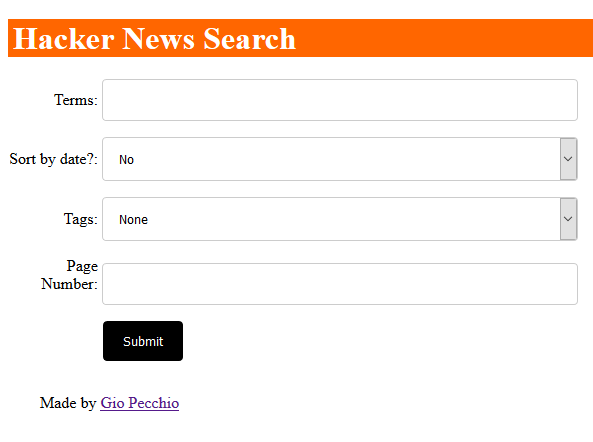 Hacker News Search
Terms:
Sort by date?: No
Tags: None
Page
Number:
Submit
Made by Gio Pecchio